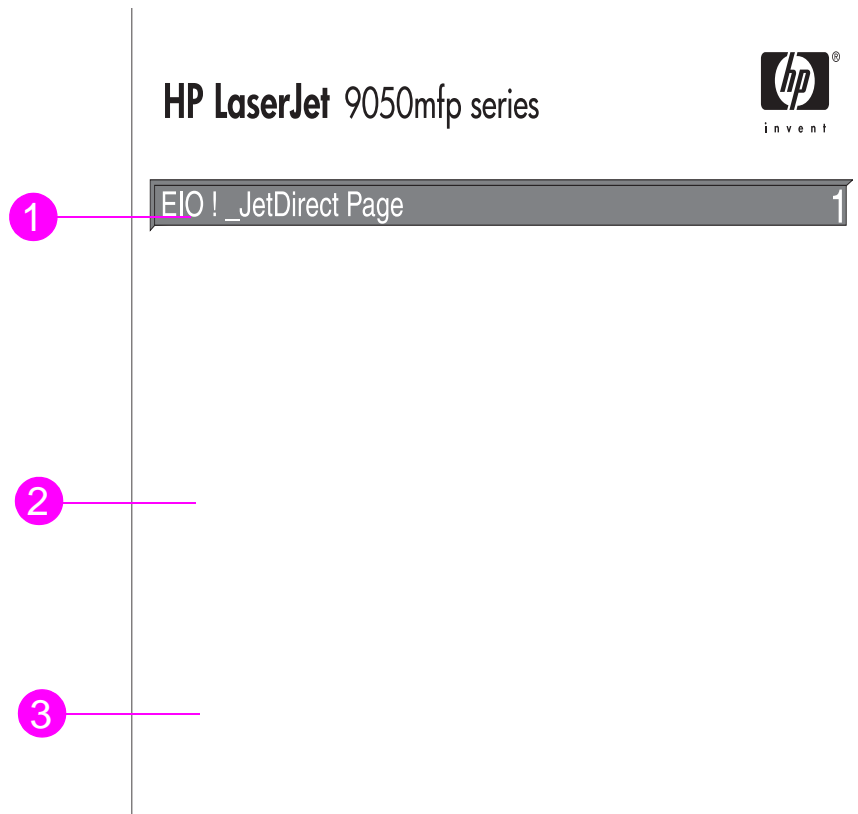 hp®
HP LaserJet 9050mfp series
invent
1
EIO ! _JetDirect Page 1
2
3